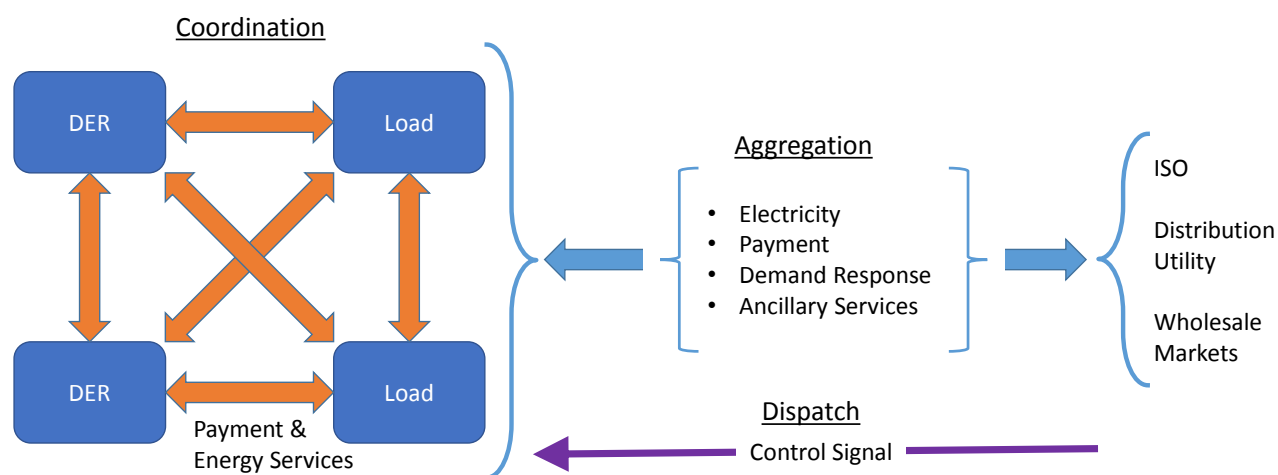 Coordination
DER
Load
DER
Load
Payment &
Energy Services
Aggregation
• Electricity
• Payment
• Demand Response
• Ancillary Services
ISO
Distribution
Utility
Wholesale
Markets
Dispatch
Control Signal